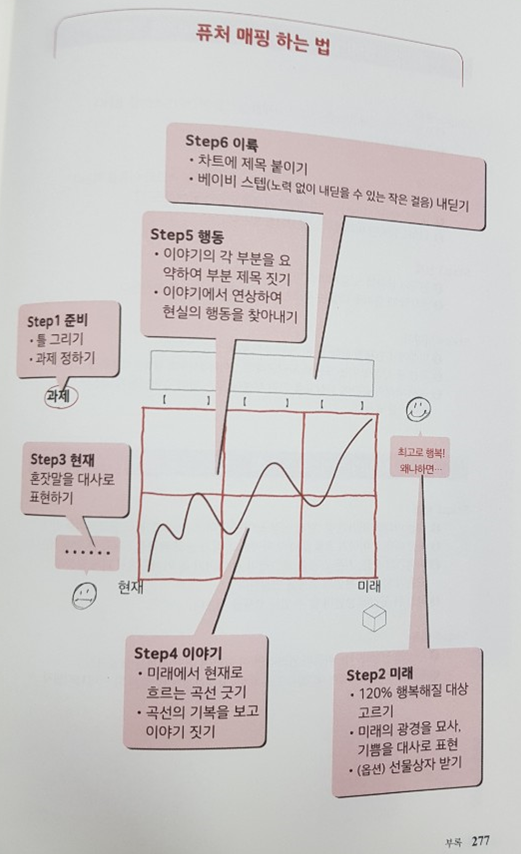 퓨처 매핑 하는 법
Step6 이륙
· 차트에 제목 붙이기
· 베이비 스텝(노력 없이 내딛을 수 있는 작은 걸음) 내딛기
Step5 행동
· 이야기의 각 부분을 요
약하여 부분 제목 짓기
· 이야기에서 연상하여
현실의 행동을 찾아내기
Step1 준비
· 틀 그리기
· 과제 정하기
과제
【 】 【 】 【 】
최고로 행복!
왜냐하면…
Step3 현재
혼잣말을 대사로
표현하기
••••••
현재
미래
Step4 이야기
· 미래에서 현재로
흐르는 곡선 긋기
· 곡선의 기복을 보고
이야기 짓기
Step2 미래
· 120% 행복해질 대상
고르기
· 미래의 광경을 묘사,
기쁨을 대사로 표현
· (옵션) 선물상자 받기
부록 277